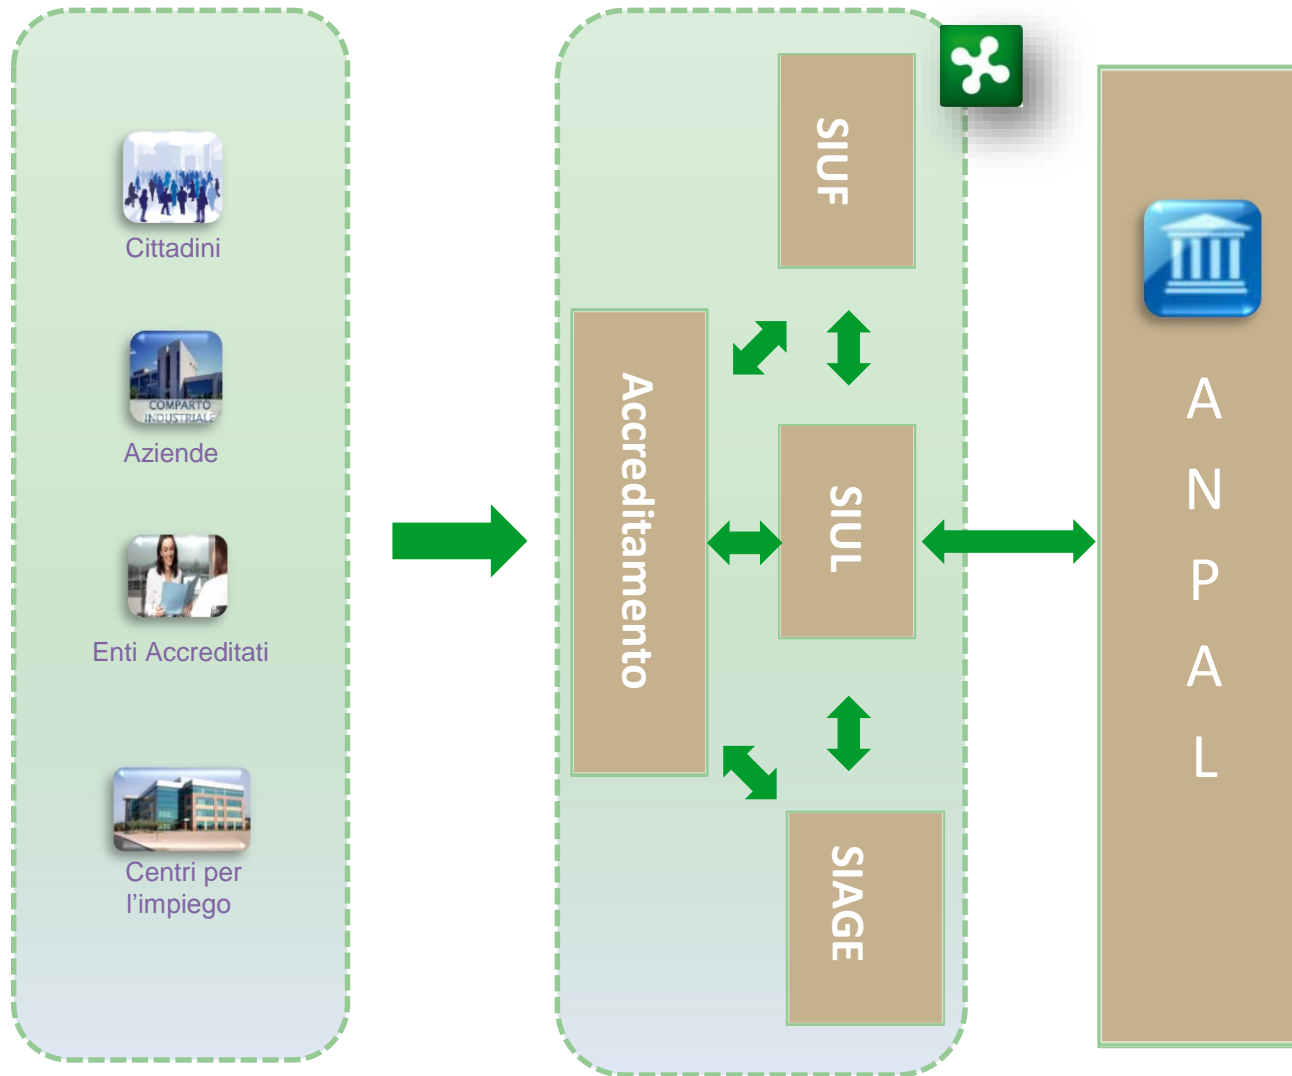 Cittadini
COMPARTO
INDUSTRIALE
Aziende
Enti Accreditati
Centri per
l'impiego
Accreditamento
SIUF
SIUL
SIAGE
A
N
P
A
L